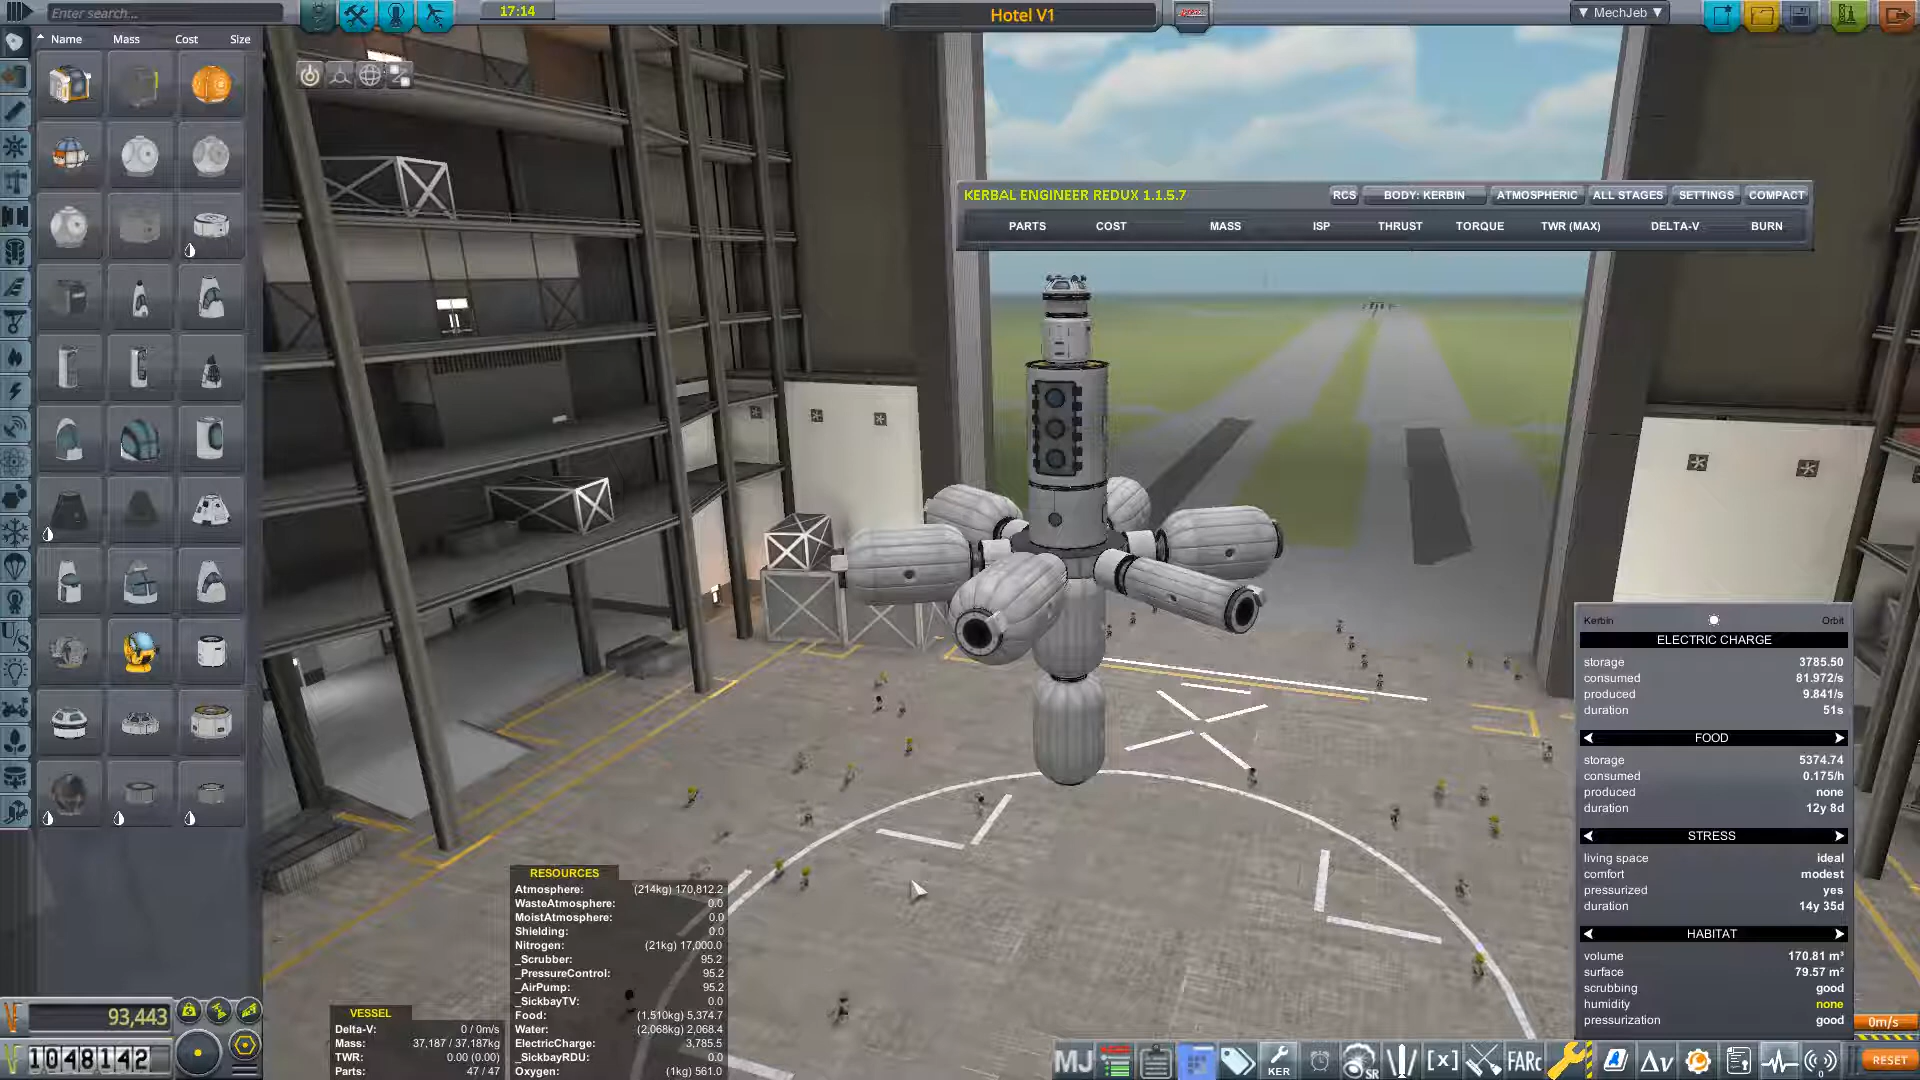 Enter search...
17:14
Hotel V1
▼ MechJeb ▼
Name Mass Cost Size
KERBAL ENGINEER REDUX 1.1.5.7
RCS BODY: KERBIN ATMOSPHERIC ALL STAGES SETTINGS COMPACT
PARTS COST MASS ISP THRUST TORQUE TWR (MAX) DELTA-V BURN
Kerbin Orbit
ELECTRIC CHARGE
storage 3785.50
consumed 81.972/s
produced 9.841/s
duration 51s
FOOD
storage 5374.74
consumed 0.175/h
produced none
duration 12y 8d
STRESS
living space ideal
comfort modest
pressurized yes
duration 14y 35d
HABITAT
volume 170.81 m³
surface 79.57 m²
scrubbing good
humidity none
pressurization good
RESOURCES
Atmosphere: (214kg) 170,812.2
WasteAtmosphere: 0.0
MoistAtmosphere: 0.0
Shielding: 0.0
Nitrogen: (21kg) 17,000.0
_Scrubber: 95.2
_PressureControl: 95.2
_AirPump: 95.2
_SickbayTV: 0.0
Food: (1,510kg) 5,374.7
Water: (2,068kg) 2,068.4
ElectricCharge: 3,785.5
_SickbayRDU: 0.0
Oxygen: (1kg) 561.0
VESSEL
Delta-V: 0 / 0m/s
Mass: 37,187 / 37,187kg
TWR: 0.00 (0.00)
Parts: 47 / 47
93,443
1048142
U/S
MJ KER SR [x] FARc Δv 0
0m/s
RESET